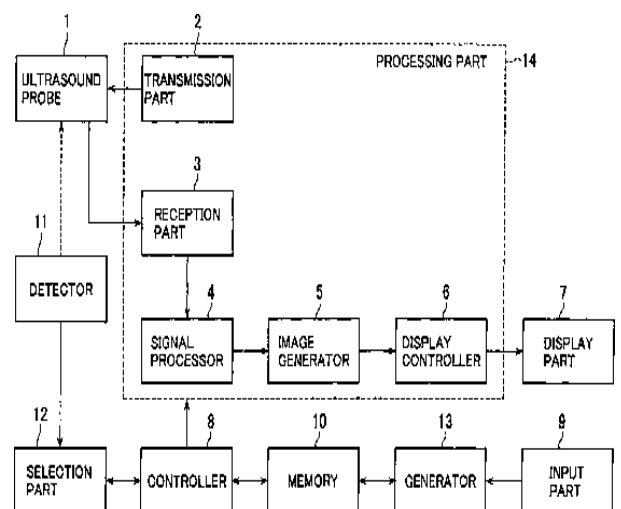 1
2
ULTRASOUND
PROBE
TRANSMISSION
PART
PROCESSING PART
14
3
RECEPTION
PART
11
DETECTOR
4
5
6
7
SIGNAL
PROCESSOR
IMAGE
GENERATOR
DISPLAY
CONTROLLER
DISPLAY
PART
12
8
10
13
9
SELECTION
PART
CONTROLLER
MEMORY
GENERATOR
INPUT
PART